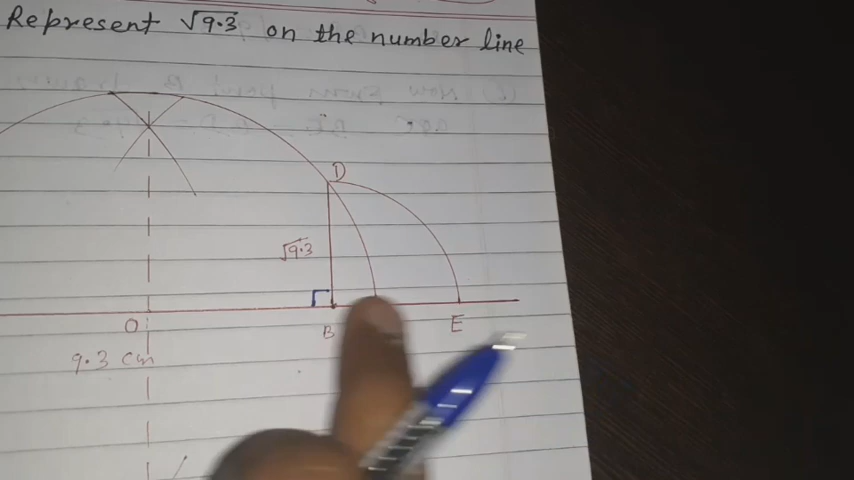 Represent √9.3 on the number line
D
√9.3
O
B
E
9.3 cm